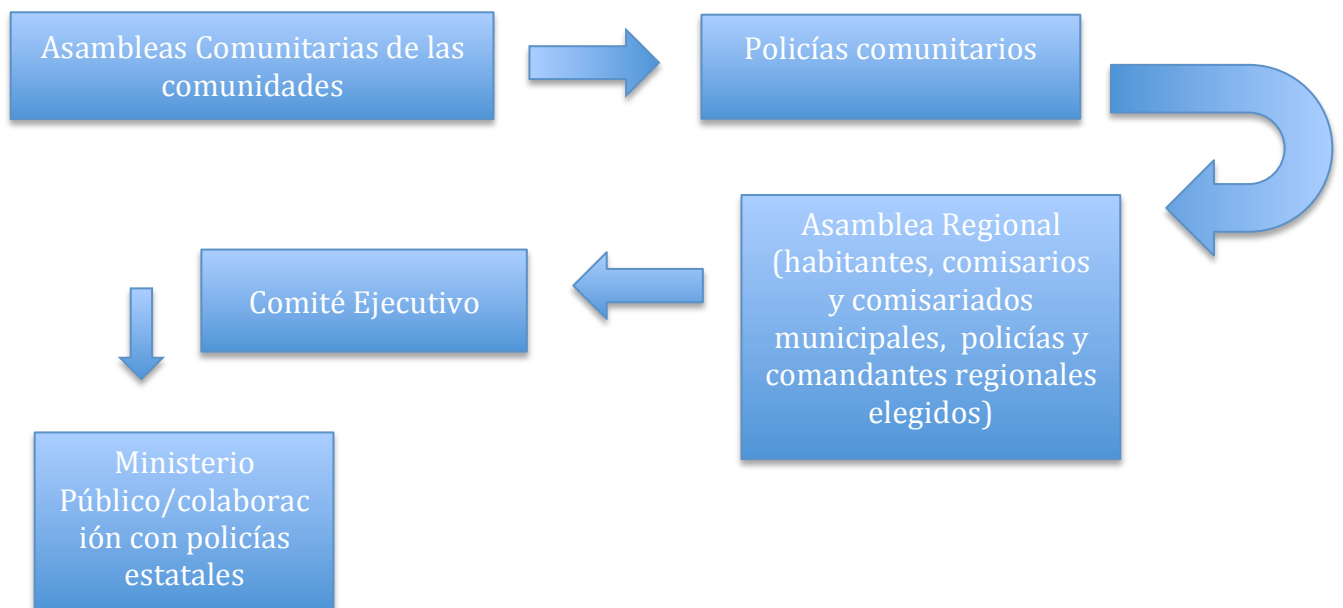 Asambleas Comunitarias de las
comunidades
Policías comunitarios
Asamblea Regional
(habitantes, comisarios
y comisariados
municipales, policías y
comandantes regionales
elegidos)
Comité Ejecutivo
Ministerio
Público/colaborac
ión con policías
estatales